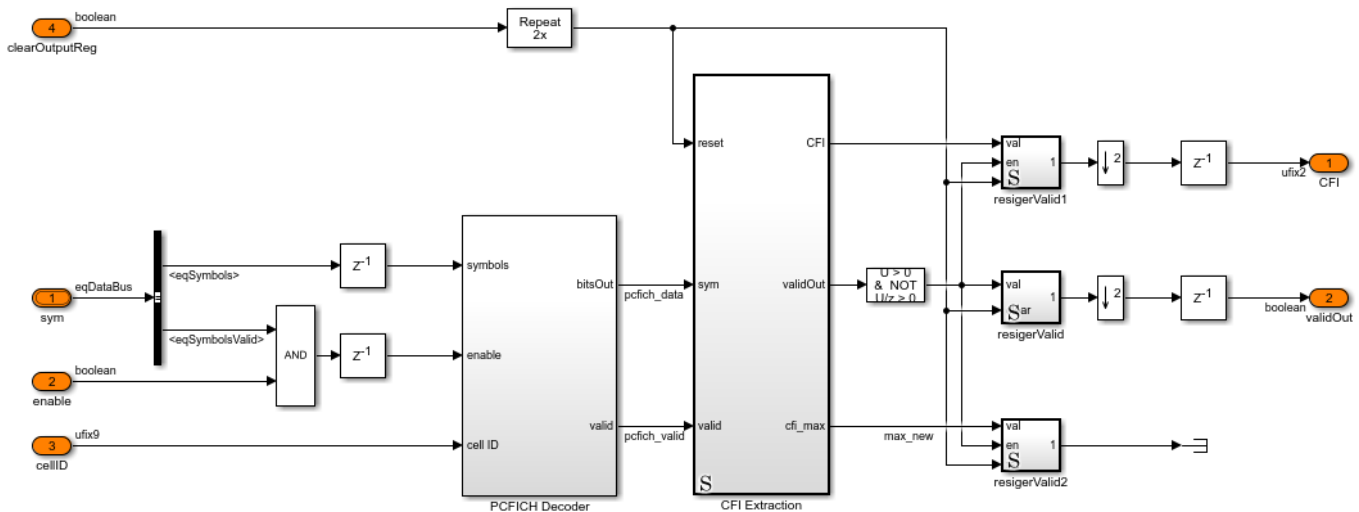 boolean
4
clearOutputReg
Repeat
2x
reset
CFI
val
en
S
1
resigerValid1
2
Z-1
ufix2
1
CFI
eqDataBus
1
sym
<eqSymbols>
Z-1
symbols
bitsOut
pcfich_data
sym
validOut
U > 0
& NOT
U/z > 0
val
S ar
1
resigerValid
2
Z-1
boolean
2
validOut
<eqSymbolsValid>
AND
Z-1
enable
boolean
2
enable
ufix9
3
cellID
cell ID
valid
pcfich_valid
valid
cfi_max
max_new
val
en
S
1
resigerValid2
S
PCFICH Decoder
CFI Extraction